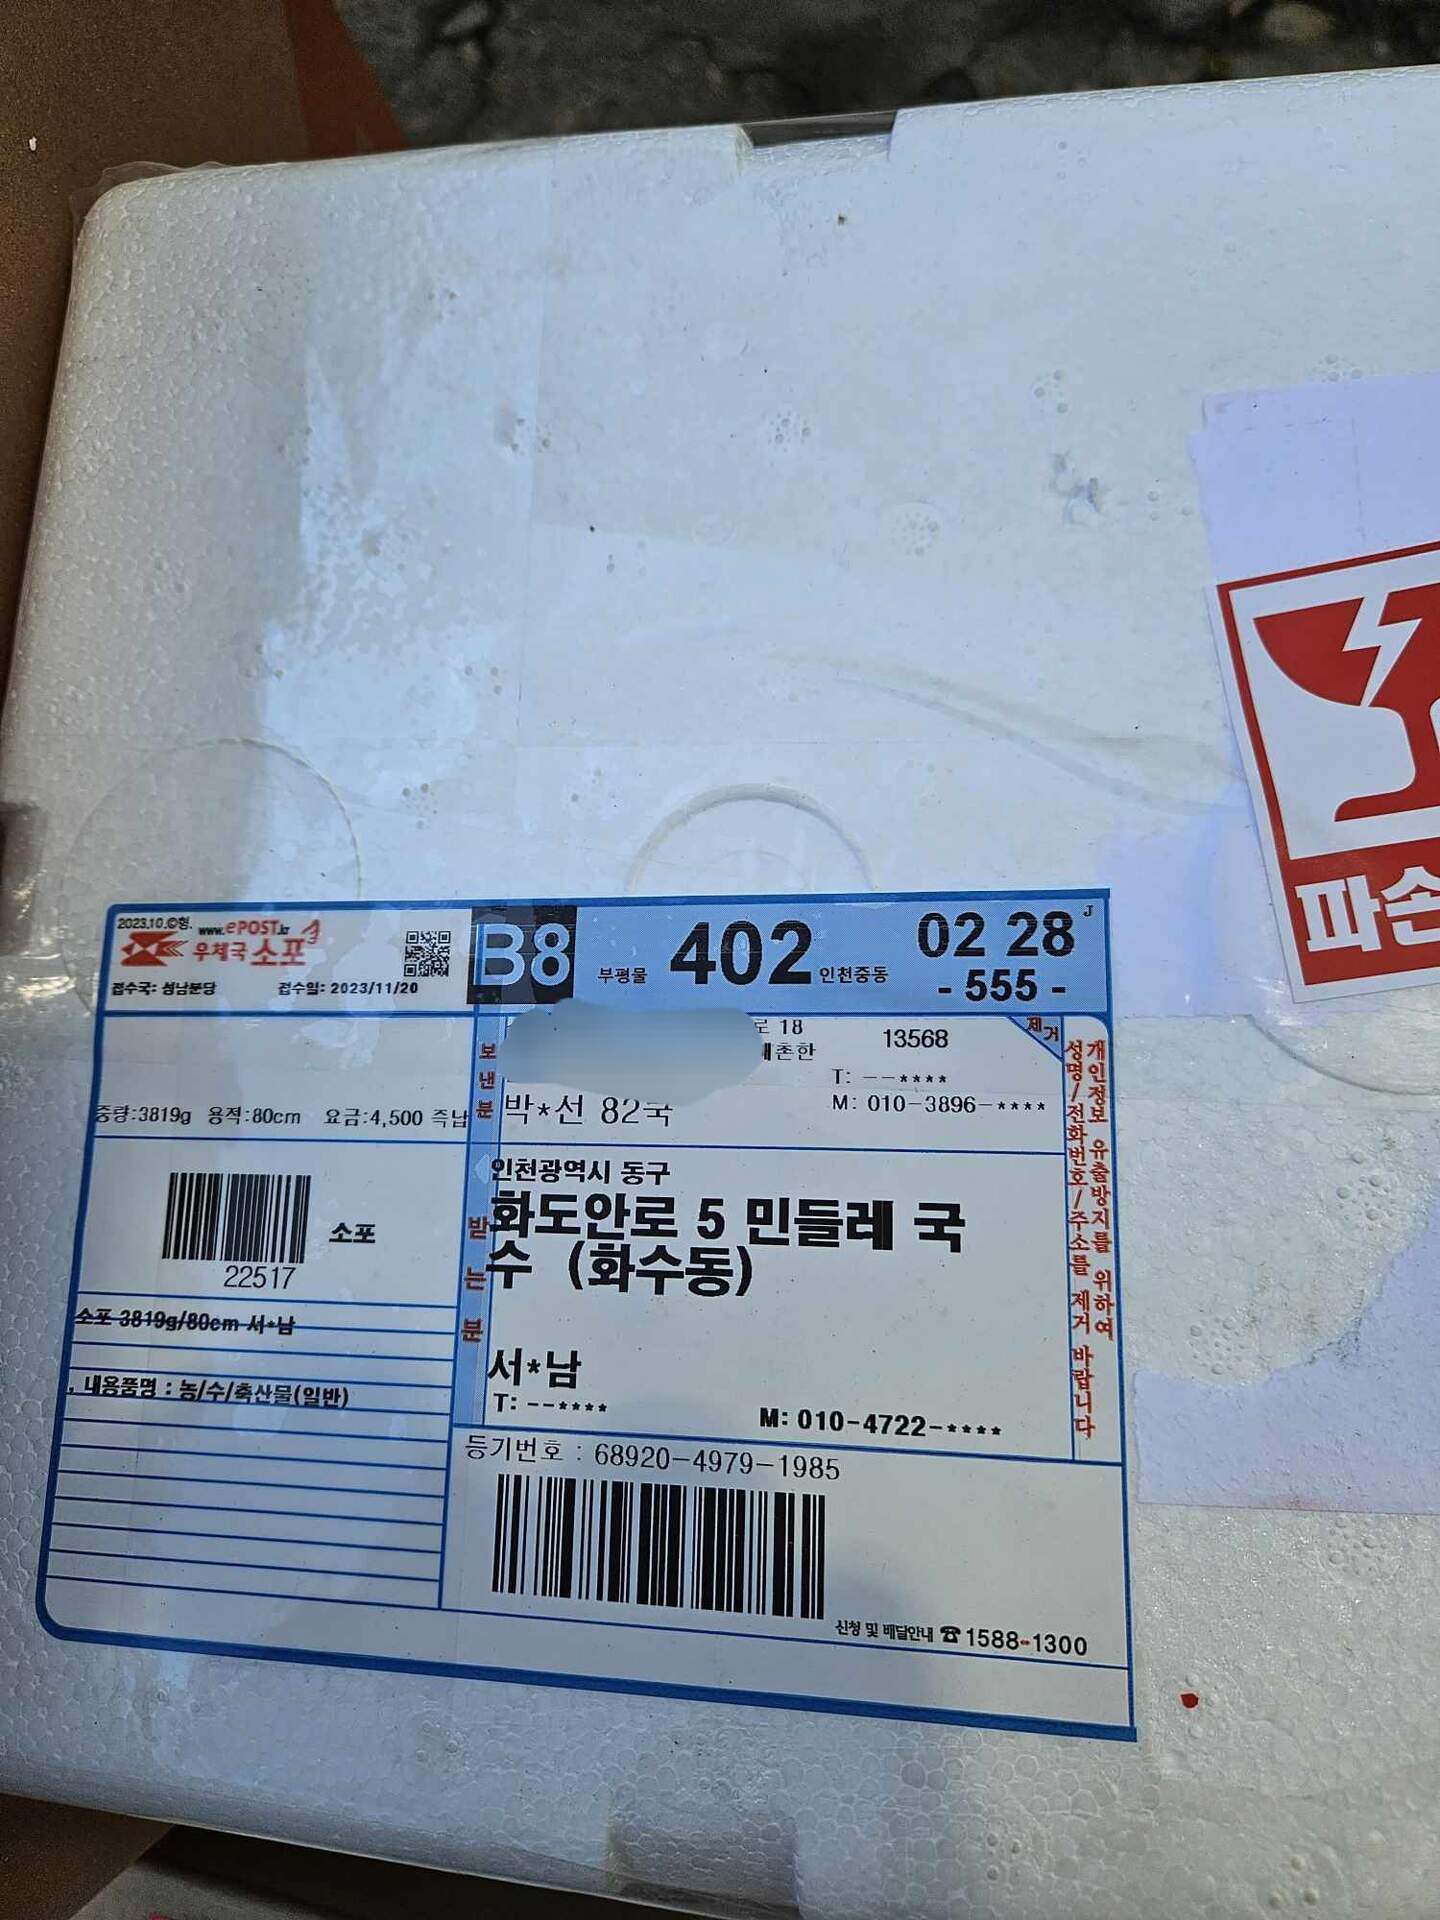 2023.10.©형.
www.ePOST.kr
우체국 소포
접수국: 성남분당 접수일: 2023/11/20
B8 부평물 402 인천중동 02 28 J
- 555 -
보낸분
로 18 13568
촌한
T: --****
박*선 82국 M: 010-3896-****
제거
개인정보 유출방지를 위하여
성명/전화번호/주소를 제거 바랍니다
중량:3819g 용적:80cm 요금:4,500 즉납
22517 소포
소포 3819g/80cm 서*남
내용품명 : 농/수/축산물(일반)
받는분
인천광역시 동구
화도안로 5 민들레 국
수 (화수동)
서*남
T: --**** M: 010-4722-****
등기번호 : 68920-4979-1985
신청 및 배달안내 ☎1588-1300
파손